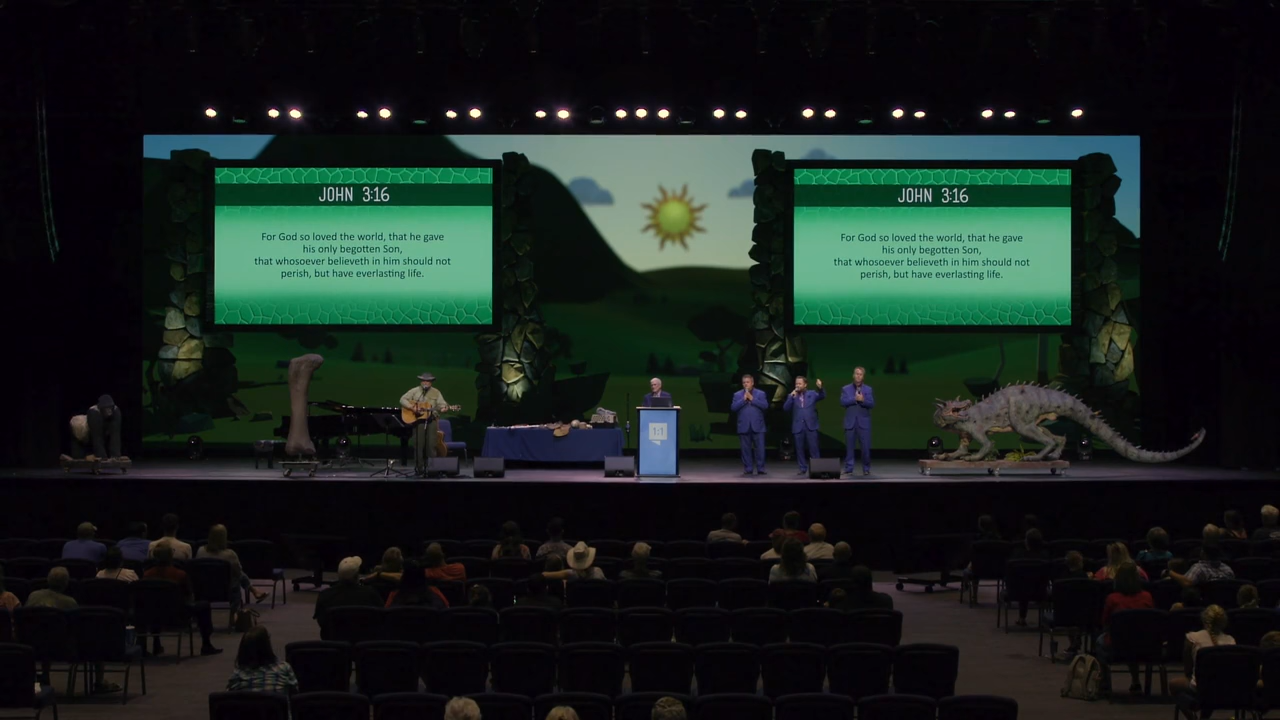 JOHN 3:16
For God so loved the world, that he gave
his only begotten Son,
that whosoever believeth in him should not
perish, but have everlasting life.
JOHN 3:16
For God so loved the world, that he gave
his only begotten Son,
that whosoever believeth in him should not
perish, but have everlasting life.
1:1